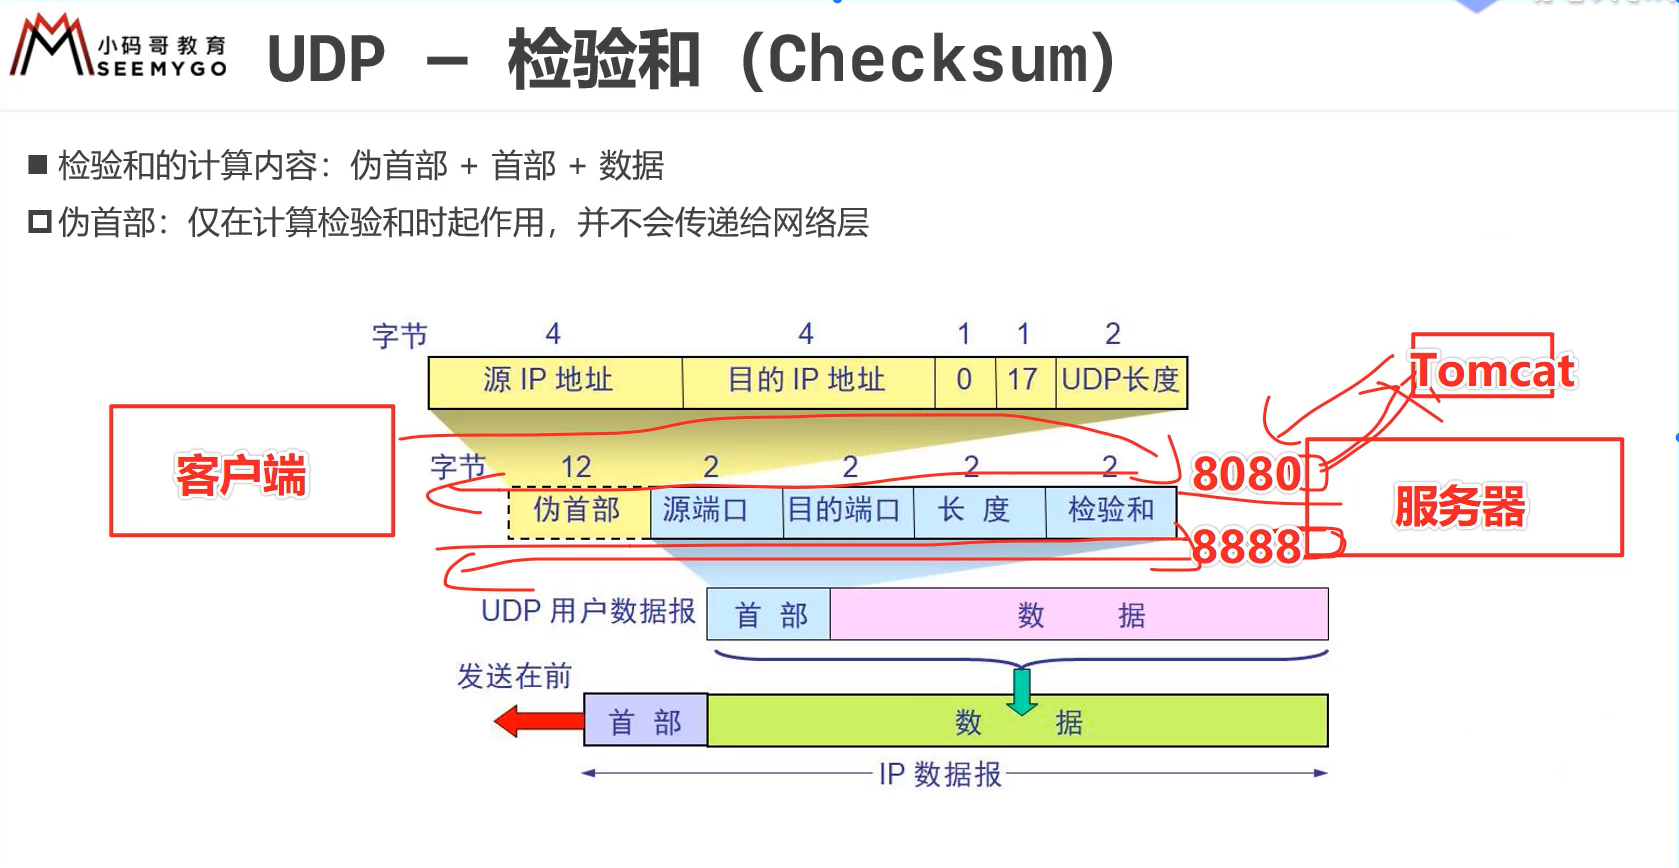 小码哥教育
SEEMYGO
UDP – 检验和（Checksum）
检验和的计算内容：伪首部 + 首部 + 数据
伪首部：仅在计算检验和时起作用，并不会传递给网络层
字节 4 4 1 1 2
源 IP 地址 目的 IP 地址 0 17 UDP长度
Tomcat
客户端
字节 12 2 2 2 2
8080
伪首部 源端口 目的端口 长 度 检验和
服务器
8888
UDP 用户数据报 首 部 数 据
发送在前
首 部 数 据
IP 数据报